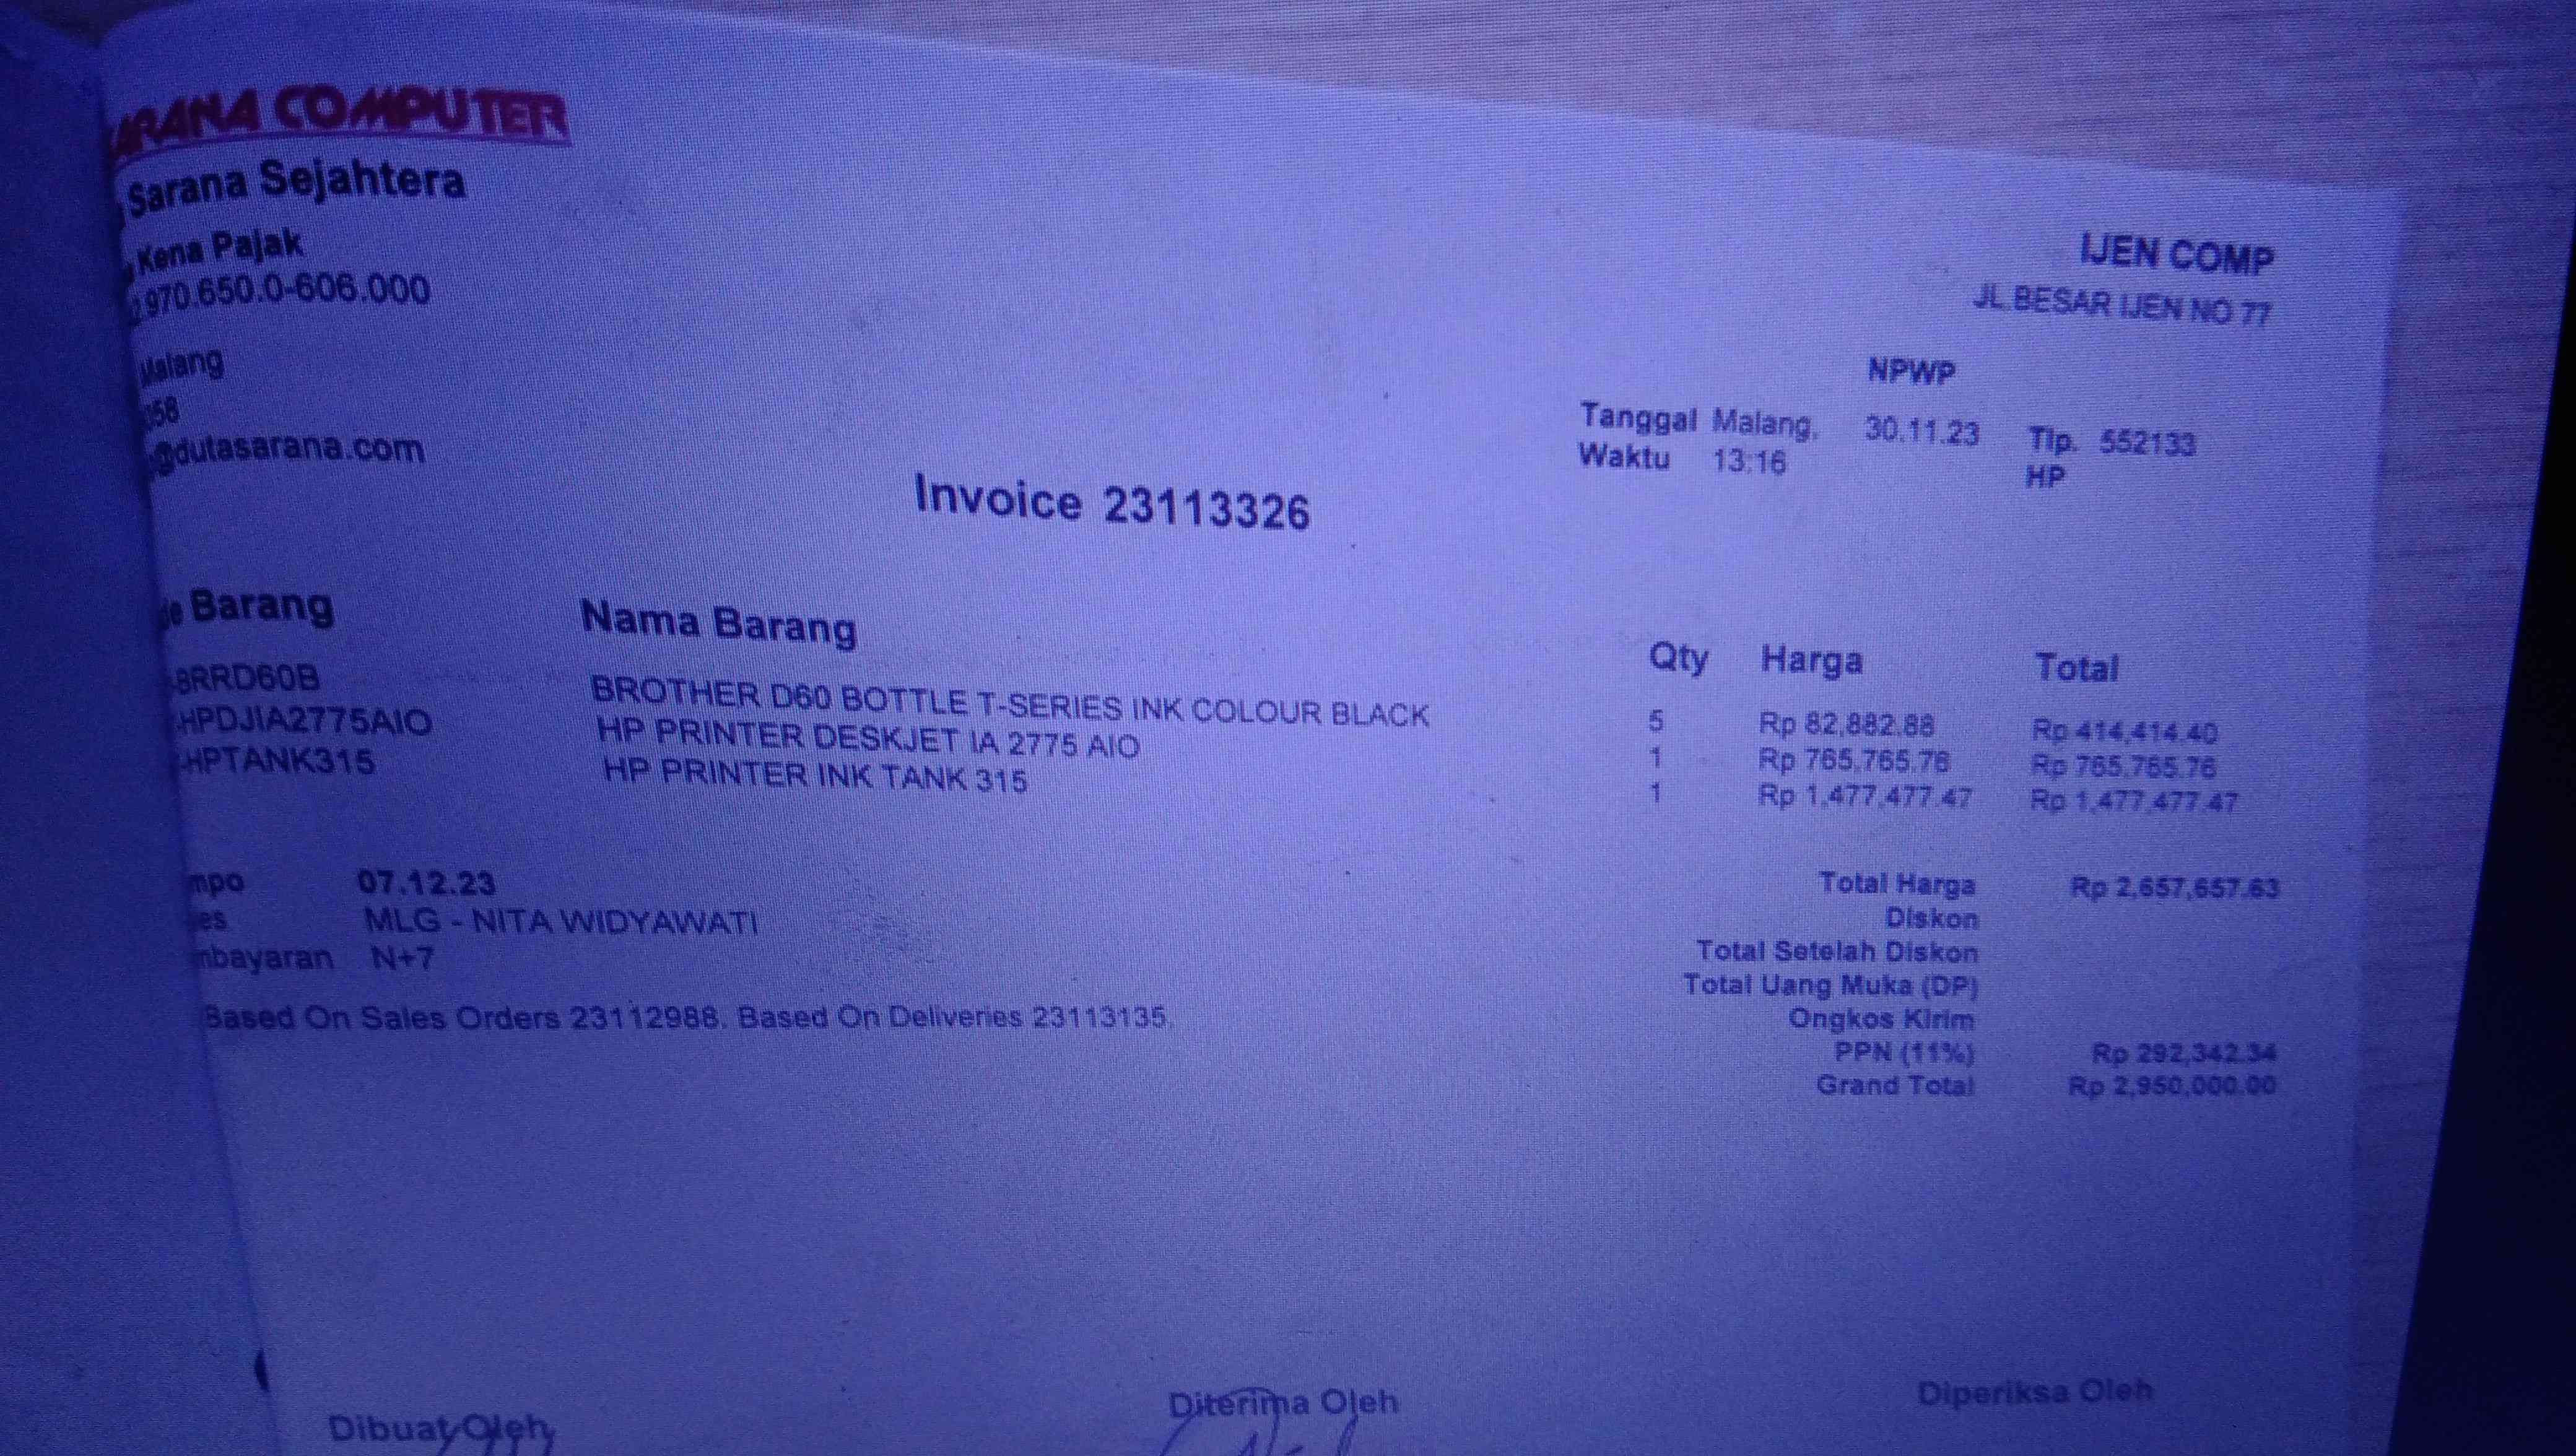 ARANA COMPUTER
Sarana Sejahtera
Kena Pajak
970.650.0-606.000
Malang
058
@dutasarana.com
IJEN COMP
JL.BESAR IJEN NO 77
NPWP
Tanggal Malang, 30.11.23 Tlp. 552133
Waktu 13:16 HP
Invoice 23113326
Barang Nama Barang Qty Harga Total
BRRD60B BROTHER D60 BOTTLE T-SERIES INK COLOUR BLACK 5 Rp 82,882.88 Rp 414,414.40
HPDJIA2775AIO HP PRINTER DESKJET IA 2775 AIO 1 Rp 765,765.76 Rp 765,765.76
HPTANK315 HP PRINTER INK TANK 315 1 Rp 1,477,477.47 Rp 1,477,477.47
mpo 07.12.23
les MLG - NITA WIDYAWATI
mbayaran N+7
Based On Sales Orders 23112988. Based On Deliveries 23113135.
Total Harga Rp 2,657,657.63
Diskon
Total Setelah Diskon
Total Uang Muka (DP)
Ongkos Kirim
PPN (11%) Rp 292,342.34
Grand Total Rp 2,950,000.00
Dibuat Oleh Diterima Oleh Diperiksa Oleh